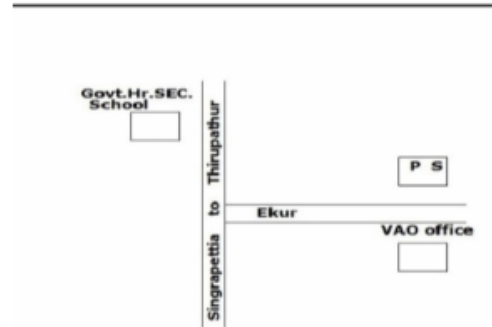 Govt.Hr.SEC.
School
Singrapettia to Thirupathur
P S
Ekur
VAO office